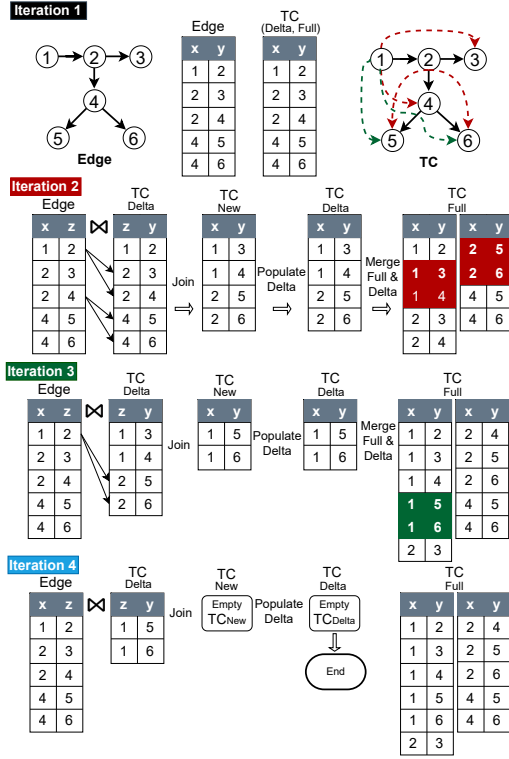 Iteration 1
Edge
TC
(Delta, Full)
1 2 3
4
5 6
Edge
x y
1 2
2 3
2 4
4 5
4 6
x y
1 2
2 3
2 4
4 5
4 6
1 2 3
4
5 6
TC
Iteration 2
Edge
x z
1 2
2 3
2 4
4 5
4 6
⋈
TC
Delta
z y
1 2
2 3
2 4
4 5
4 6
Join
TC
New
x y
1 3
1 4
2 5
2 6
Populate
Delta
TC
Delta
x y
1 3
1 4
2 5
2 6
Merge
Full &
Delta
TC
Full
x y
1 2
1 3
1 4
2 3
2 4
x y
2 5
2 6
4 5
4 6
Iteration 3
Edge
x z
1 2
2 3
2 4
4 5
4 6
⋈
TC
Delta
z y
1 3
1 4
2 5
2 6
Join
TC
New
x y
1 5
1 6
Populate
Delta
TC
Delta
x y
1 5
1 6
Merge
Full &
Delta
TC
Full
x y
1 2
1 3
1 4
1 5
1 6
2 3
x y
2 4
2 5
2 6
4 5
4 6
Iteration 4
Edge
x z
1 2
2 3
2 4
4 5
4 6
⋈
TC
Delta
z y
1 5
1 6
Join
TC
New
Empty
TCNew
Populate
Delta
TC
Delta
Empty
TCDelta
End
TC
Full
x y
1 2
1 3
1 4
1 5
1 6
2 3
x y
2 4
2 5
2 6
4 5
4 6